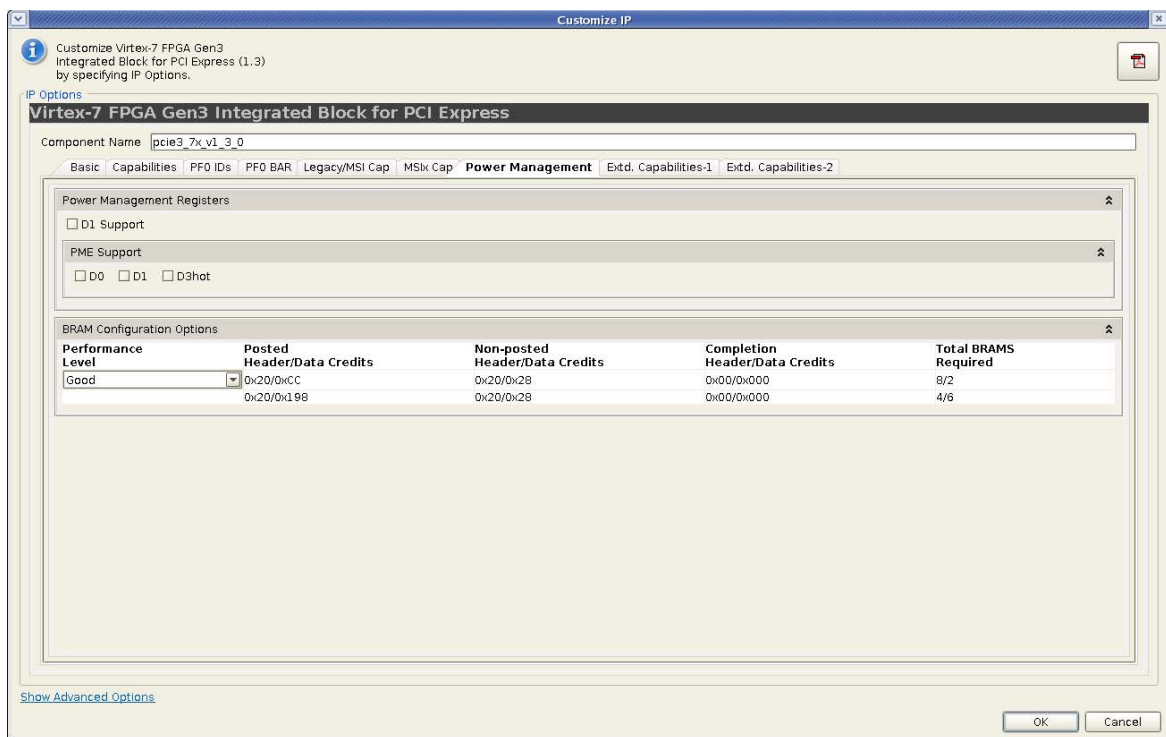 Customize IP
Customize Virtex-7 FPGA Gen3
Integrated Block for PCI Express (1.3)
by specifying IP Options.
IP Options
Virtex-7 FPGA Gen3 Integrated Block for PCI Express
Component Name pcie3_7x_v1_3_0
Basic Capabilities PF0 IDs PF0 BAR Legacy/MSI Cap MSIx Cap Power Management Extd. Capabilities-1 Extd. Capabilities-2
Power Management Registers
D1 Support
PME Support
D0 D1 D3hot
BRAM Configuration Options
Performance Posted Non-posted Completion Total BRAMS
Level Header/Data Credits Header/Data Credits Header/Data Credits Required
Good 0x20/0xCC 0x20/0x28 0x00/0x000 8/2
0x20/0x198 0x20/0x28 0x00/0x000 4/6
Show Advanced Options
OK Cancel